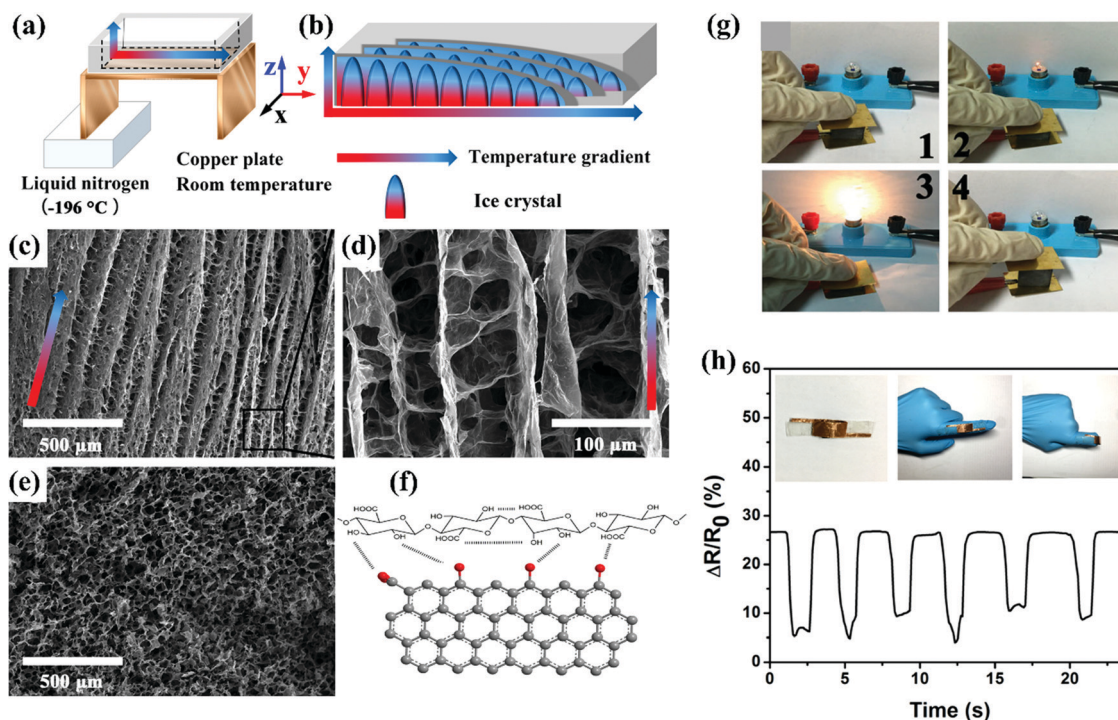 (a)
z
y
x
Liquid nitrogen
(-196 °C )
Copper plate
Room temperature
(b)
Temperature gradient
Ice crystal
(c)
500 μm
(d)
100 μm
(e)
500 μm
(f)
HOOC
OH
HO
O
OH
HOOC
HO
OH
O
HOOC
O
OH
HO
OH
HOOC
(g)
1
2
3
4
(h)
60
50
40
30
20
10
0
ΔR/R0 (%)
0
5
10
15
20
Time (s)